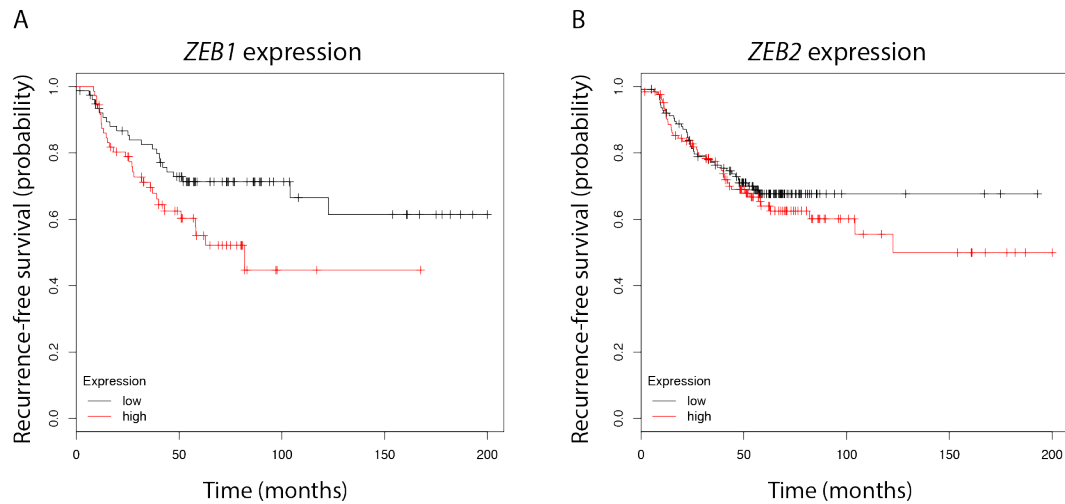 A
ZEB1 expression
Recurrence-free survival (probability)
1.0
0.8
0.6
0.4
0.2
0.0
Expression
low
high
0 50 100 150 200
Time (months)
B
ZEB2 expression
Recurrence-free survival (probability)
1.0
0.8
0.6
0.4
0.2
0.0
Expression
low
high
0 50 100 150 200
Time (months)